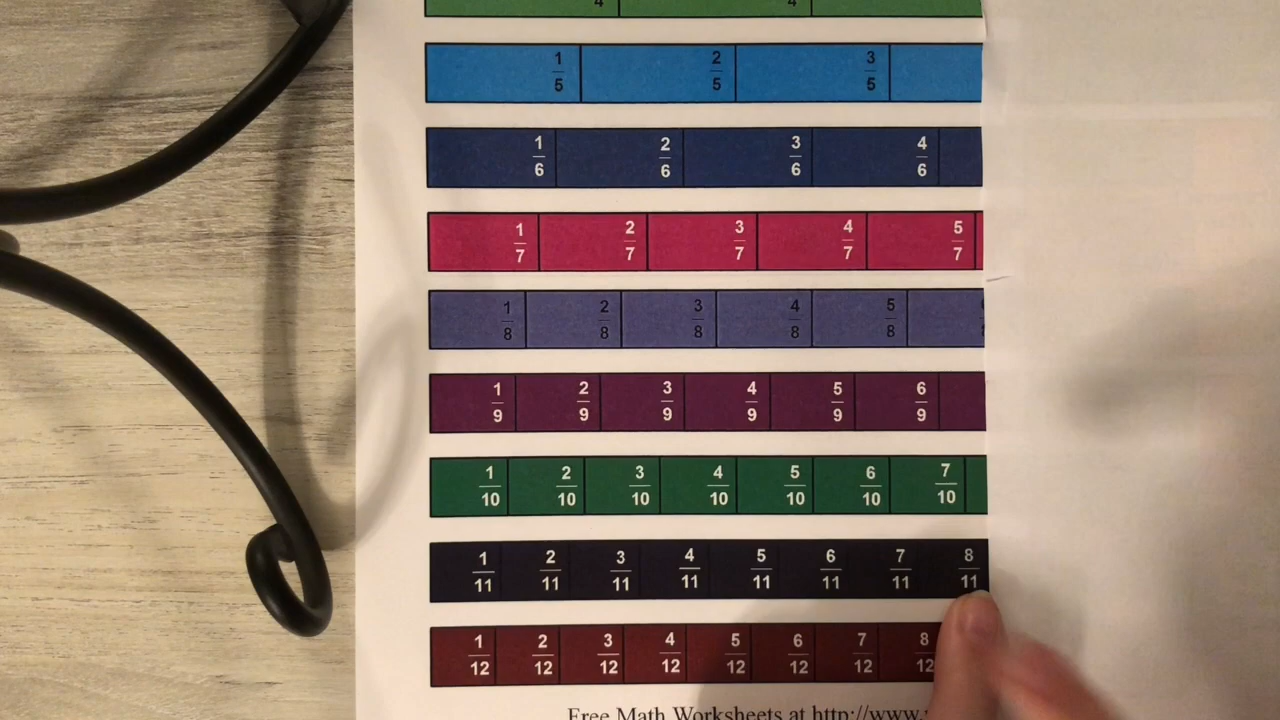 4 4
1/5 2/5 3/5
1/6 2/6 3/6 4/6
1/7 2/7 3/7 4/7 5/7
1/8 2/8 3/8 4/8 5/8
1/9 2/9 3/9 4/9 5/9 6/9
1/10 2/10 3/10 4/10 5/10 6/10 7/10
1/11 2/11 3/11 4/11 5/11 6/11 7/11 8/11
1/12 2/12 3/12 4/12 5/12 6/12 7/12 8/12
Free Math Worksheets at http://www.